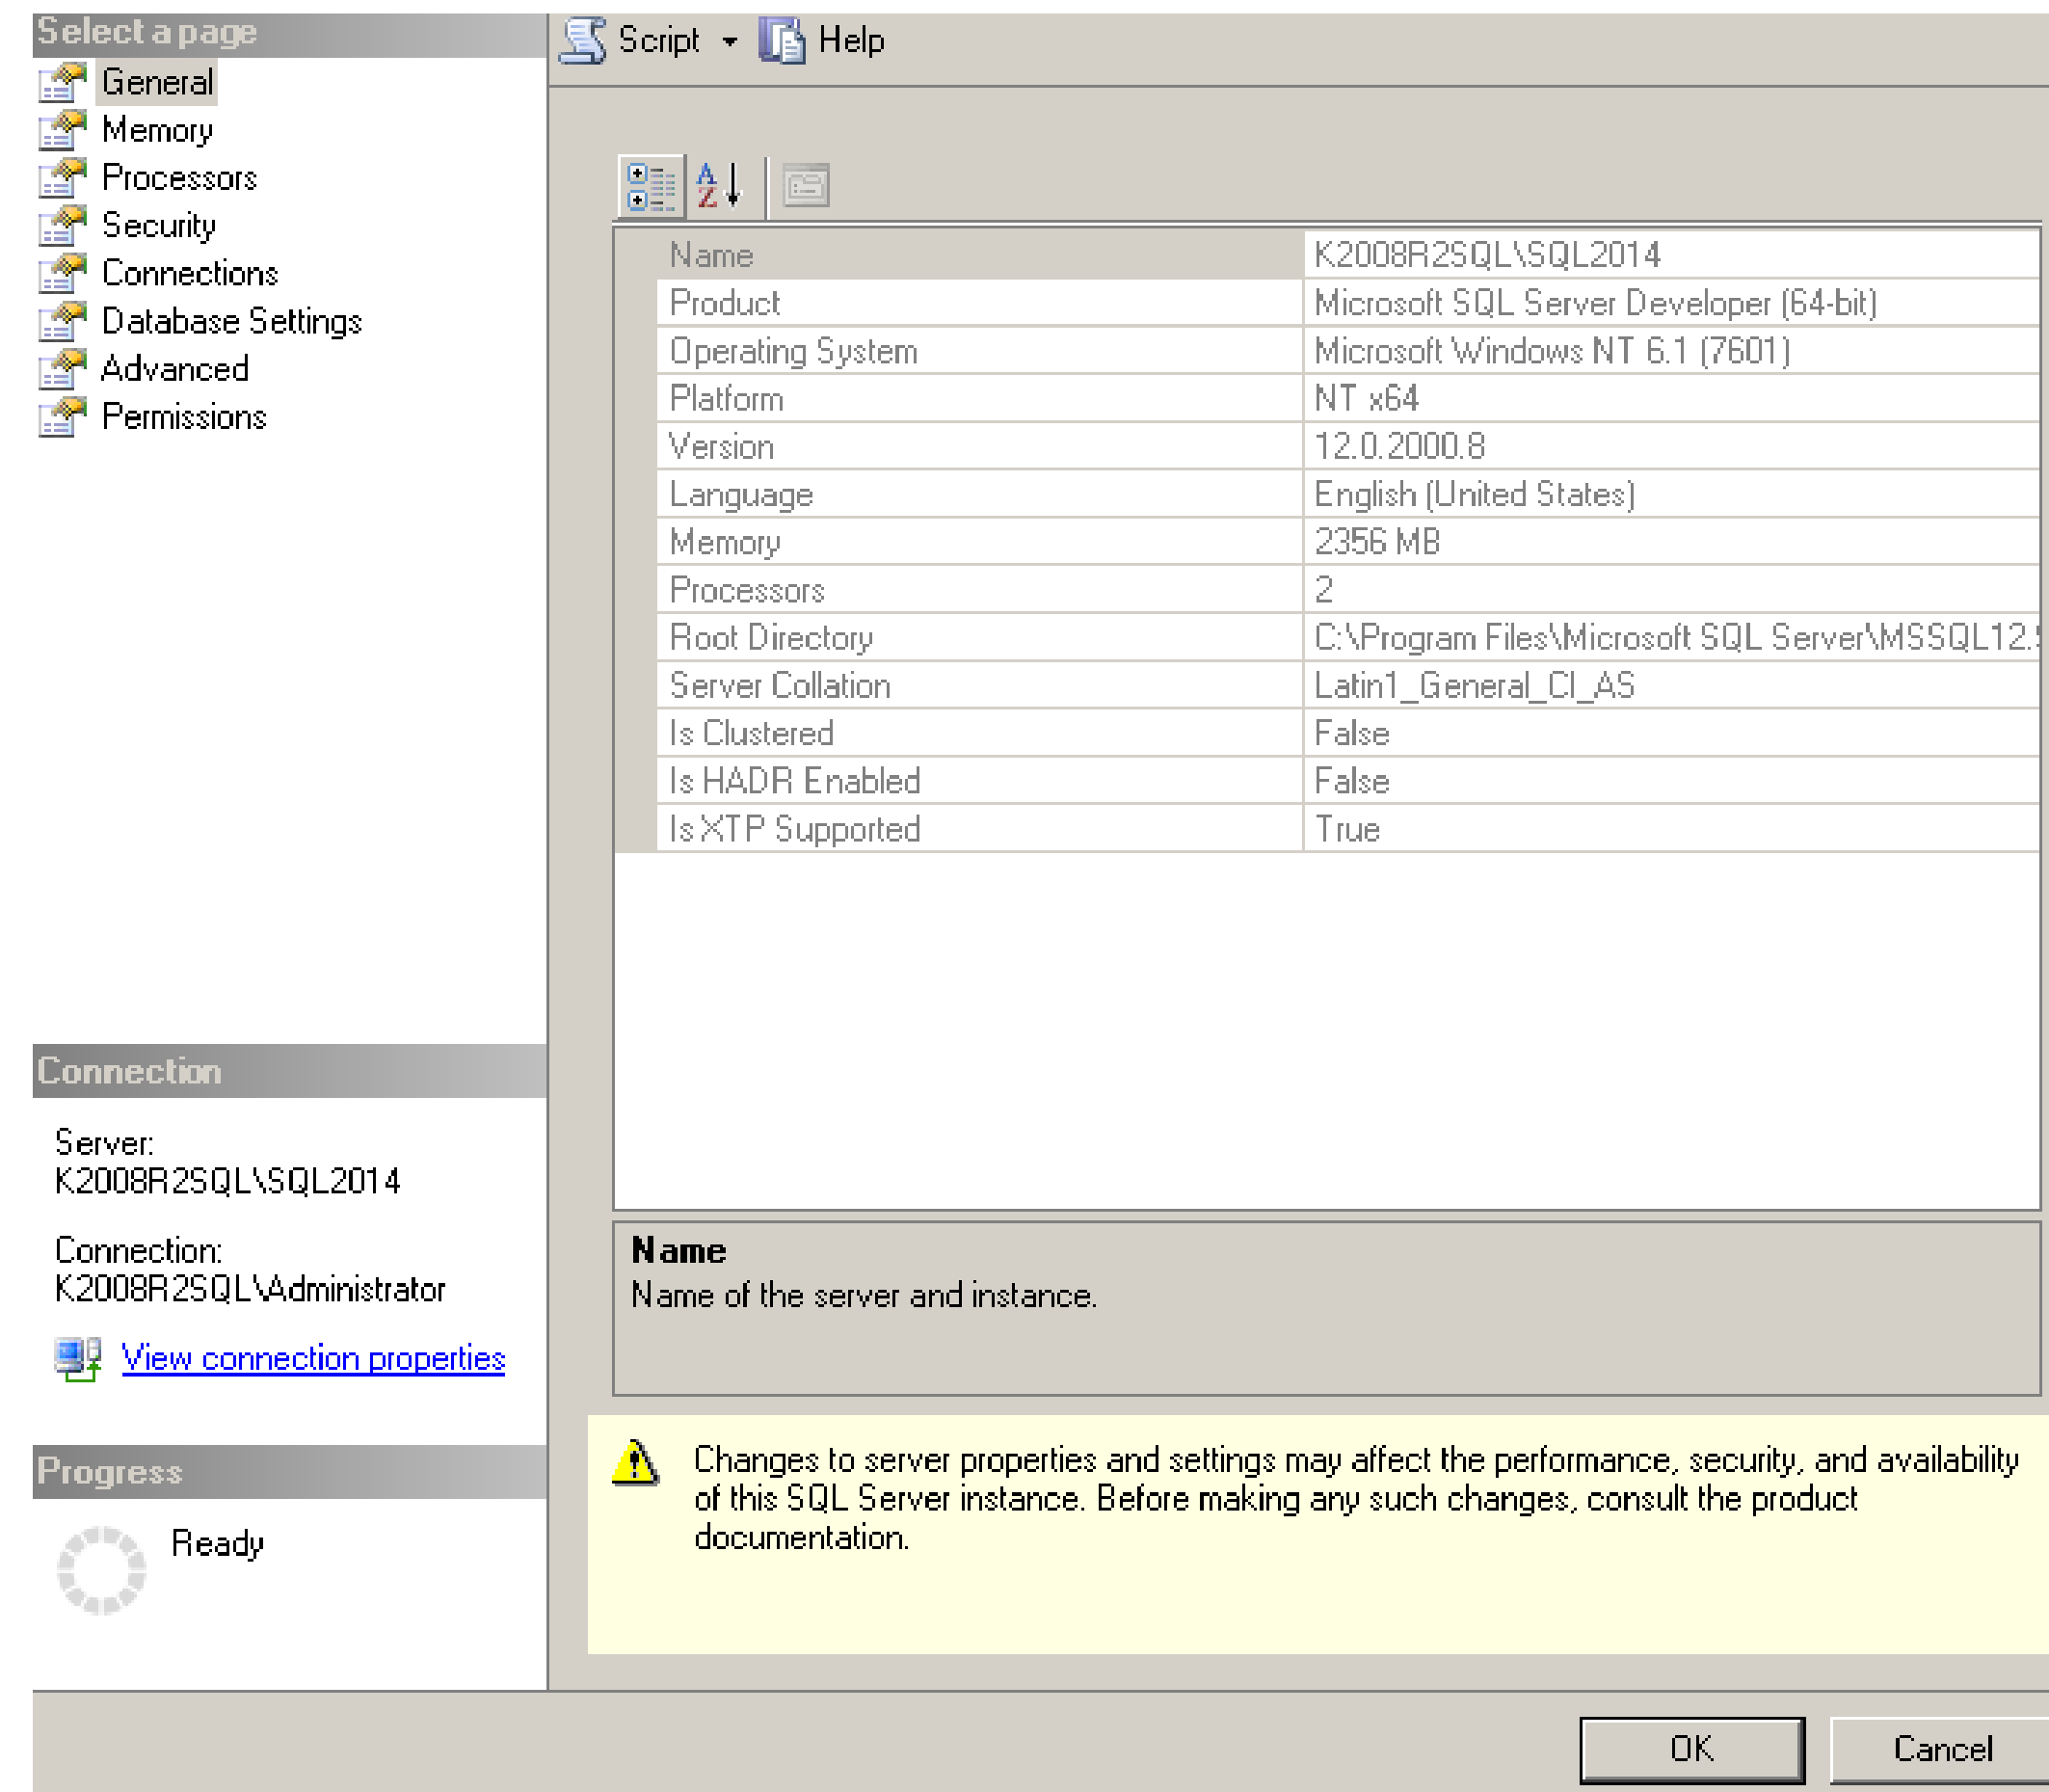 Select a page
General
Memory
Processors
Security
Connections
Database Settings
Advanced
Permissions
Connection
Server:
K2008R2SQL\SQL2014
Connection:
K2008R2SQL\Administrator
View connection properties
Progress
Ready
Script Help
Name K2008R2SQL\SQL2014
Product Microsoft SQL Server Developer (64-bit)
Operating System Microsoft Windows NT 6.1 (7601)
Platform NT x64
Version 12.0.2000.8
Language English (United States)
Memory 2356 MB
Processors 2
Root Directory C:\Program Files\Microsoft SQL Server\MSSQL12.
Server Collation Latin1_General_CI_AS
Is Clustered False
Is HADR Enabled False
Is XTP Supported True
Name
Name of the server and instance.
Changes to server properties and settings may affect the performance, security, and availability
of this SQL Server instance. Before making any such changes, consult the product
documentation.
OK Cancel